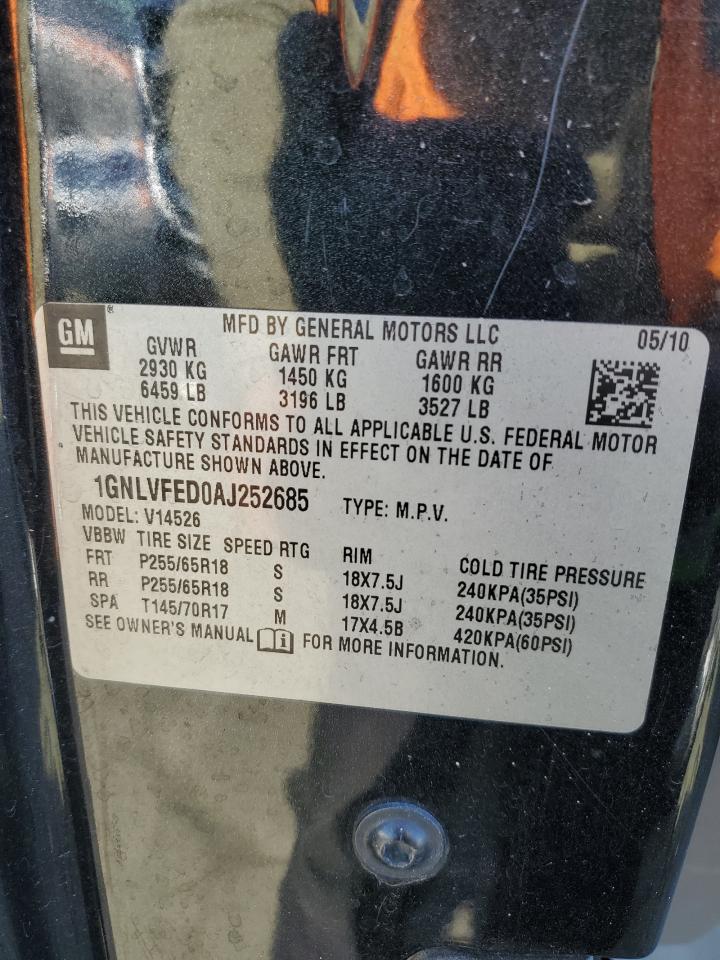 GM
MFD BY GENERAL MOTORS LLC 05/10
GVWR GAWR FRT GAWR RR
2930 KG 1450 KG 1600 KG
6459 LB 3196 LB 3527 LB
THIS VEHICLE CONFORMS TO ALL APPLICABLE U.S. FEDERAL MOTOR
VEHICLE SAFETY STANDARDS IN EFFECT ON THE DATE OF
MANUFACTURE SHOWN ABOVE.
1GNLVFED0AJ252685 TYPE: M.P.V.
MODEL: V14526
VBBW TIRE SIZE SPEED RTG RIM COLD TIRE PRESSURE
FRT P255/65R18 S 18X7.5J 240KPA(35PSI)
RR P255/65R18 S 18X7.5J 240KPA(35PSI)
SPA T145/70R17 M 17X4.5B 420KPA(60PSI)
SEE OWNER'S MANUAL FOR MORE INFORMATION.